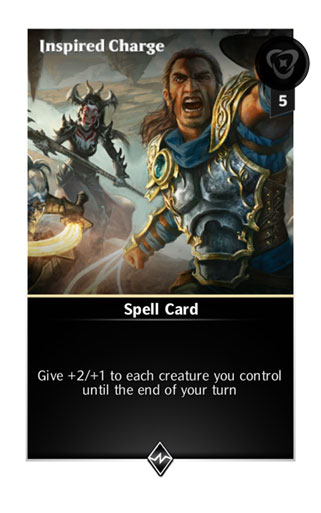 Inspired Charge
5
Spell Card
Give +2/+1 to each creature you control
until the end of your turn